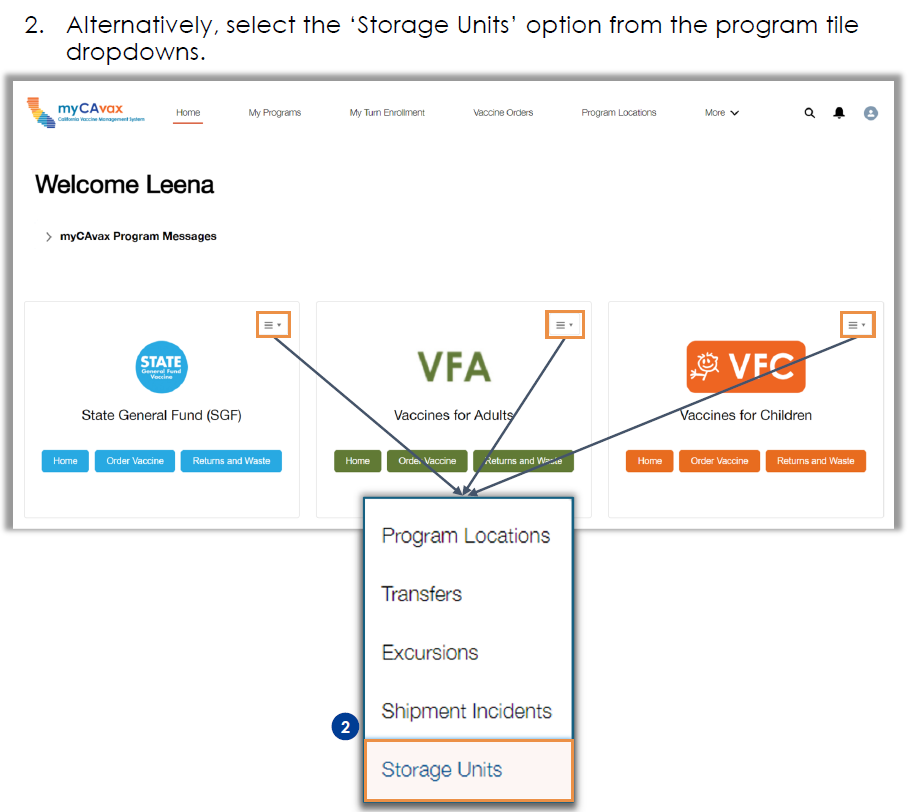 2. Alternatively, select the ‘Storage Units’ option from the program tile
dropdowns.
myCAvax
California Vaccine Management System
Home My Programs My Turn Enrollment Vaccine Orders Program Locations More
Welcome Leena
myCAvax Program Messages
STATE
General Fund
Vaccine
State General Fund (SGF)
Home Order Vaccine Returns and Waste
VFA
Vaccines for Adults
Home Order Vaccine Returns and Waste
VFC
Vaccines for Children
Home Order Vaccine Returns and Waste
Program Locations
Transfers
Excursions
Shipment Incidents
2
Storage Units